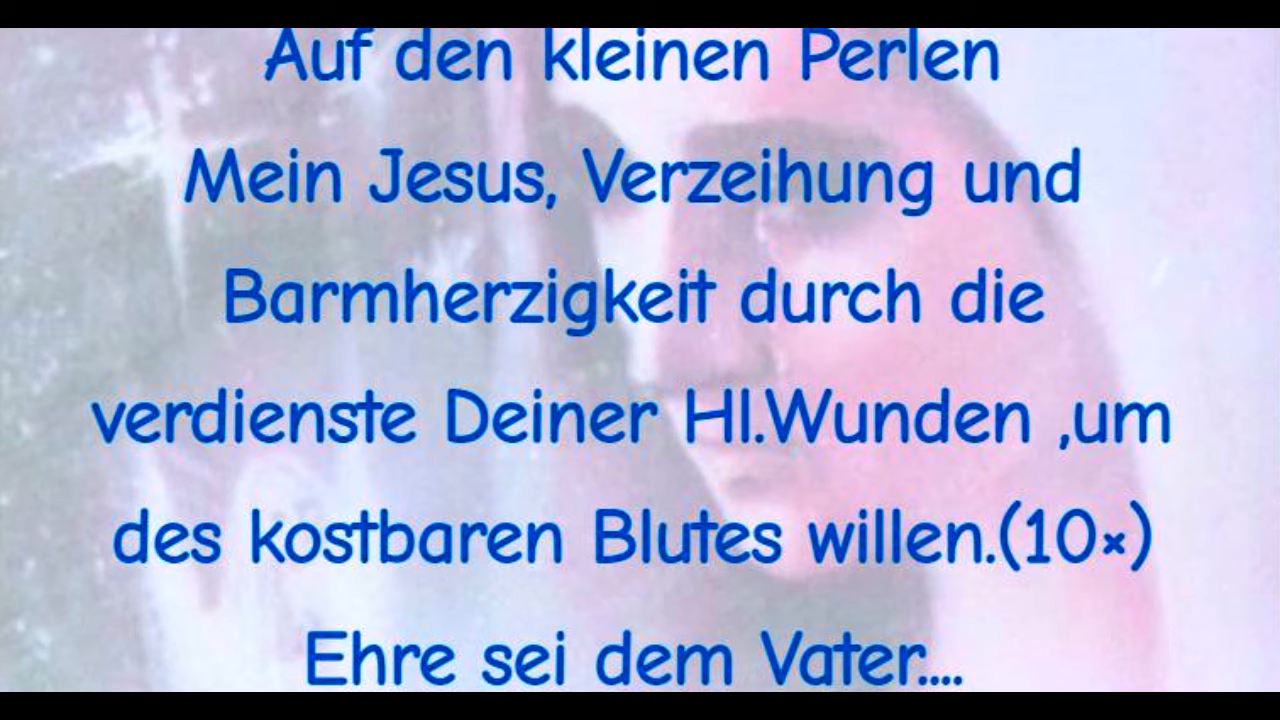 Auf den kleinen Perlen
Mein Jesus, Verzeihung und
Barmherzigkeit durch die
verdienste Deiner Hl.Wunden ,um
des kostbaren Blutes willen.(10×)
Ehre sei dem Vater....